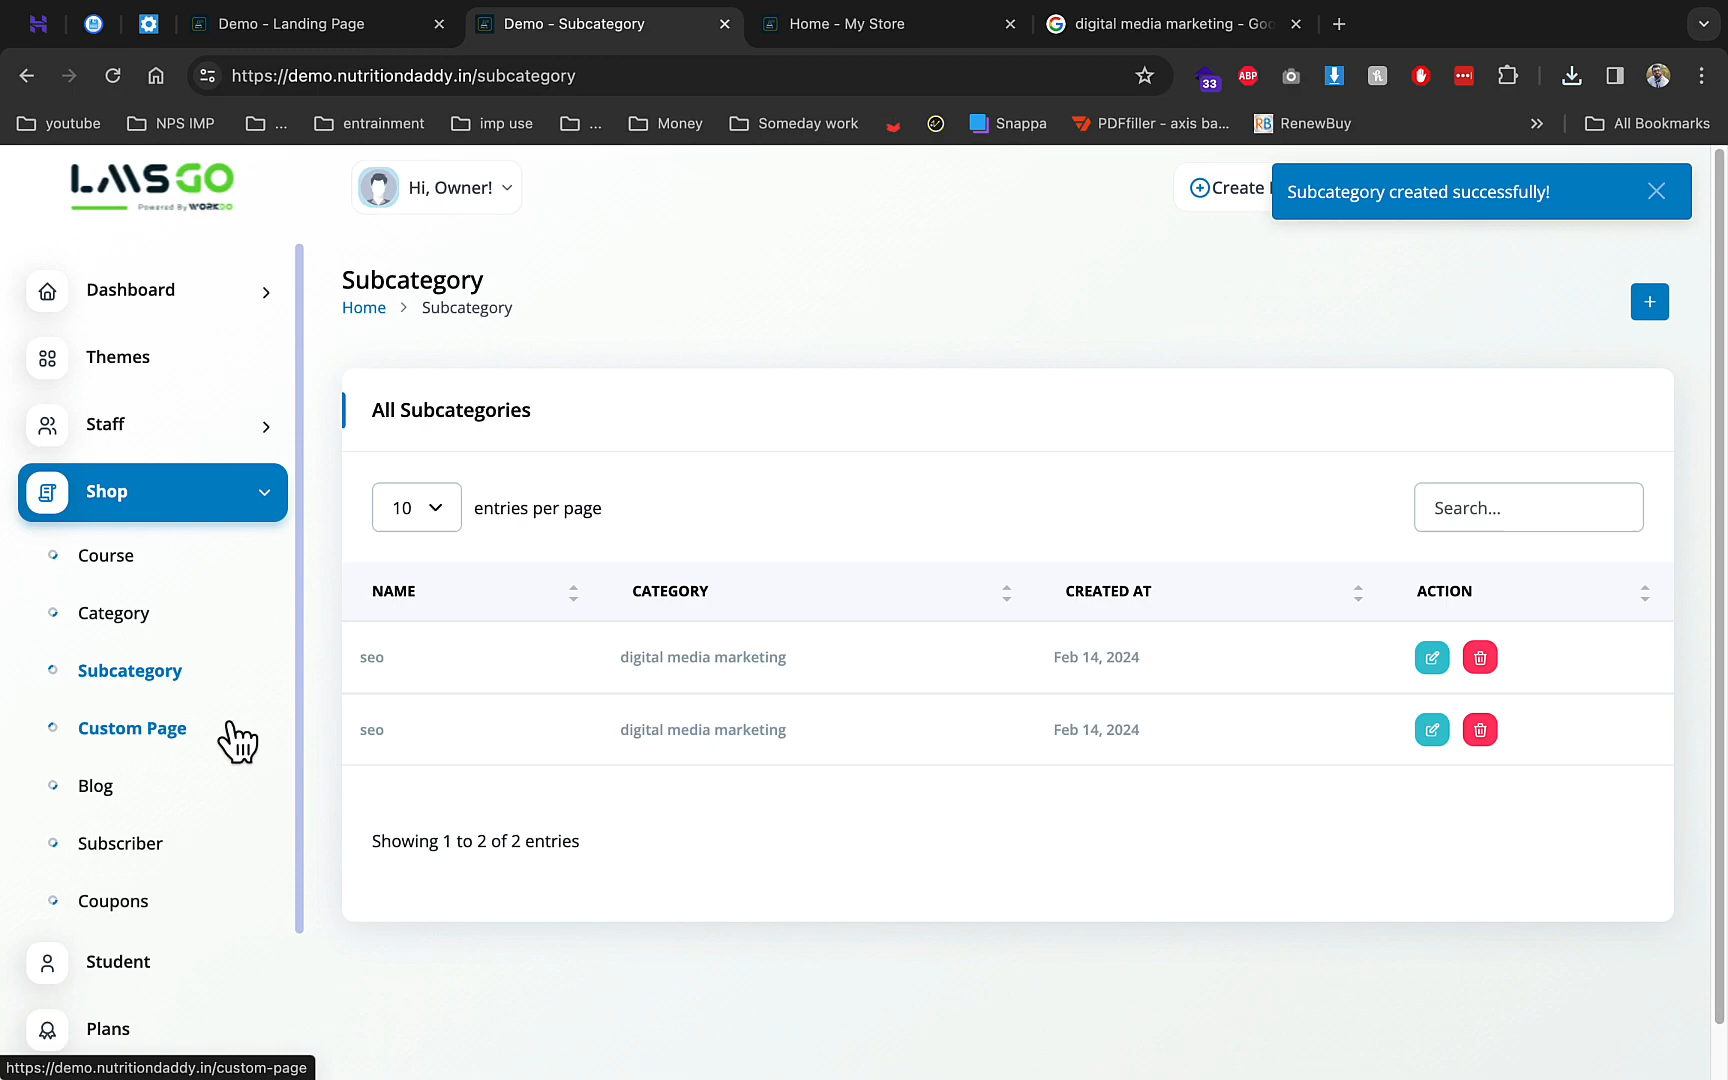 Demo - Landing Page
Demo - Subcategory
Home - My Store
digital media marketing - Goo
https://demo.nutritiondaddy.in/subcategory
33
ABP
youtube
NPS IMP
...
entrainment
imp use
...
Money
Someday work
Snappa
PDFfiller - axis ba...
RB RenewBuy
All Bookmarks
LMSGO
Powered By WORKDO
Hi, Owner!
Create
Subcategory created successfully!
Dashboard
Themes
Staff
Shop
Course
Category
Subcategory
Custom Page
Blog
Subscriber
Coupons
Student
Plans
Subcategory
Home > Subcategory
+
All Subcategories
10 entries per page
Search...
NAME CATEGORY CREATED AT ACTION
seo digital media marketing Feb 14, 2024
seo digital media marketing Feb 14, 2024
Showing 1 to 2 of 2 entries
https://demo.nutritiondaddy.in/custom-page